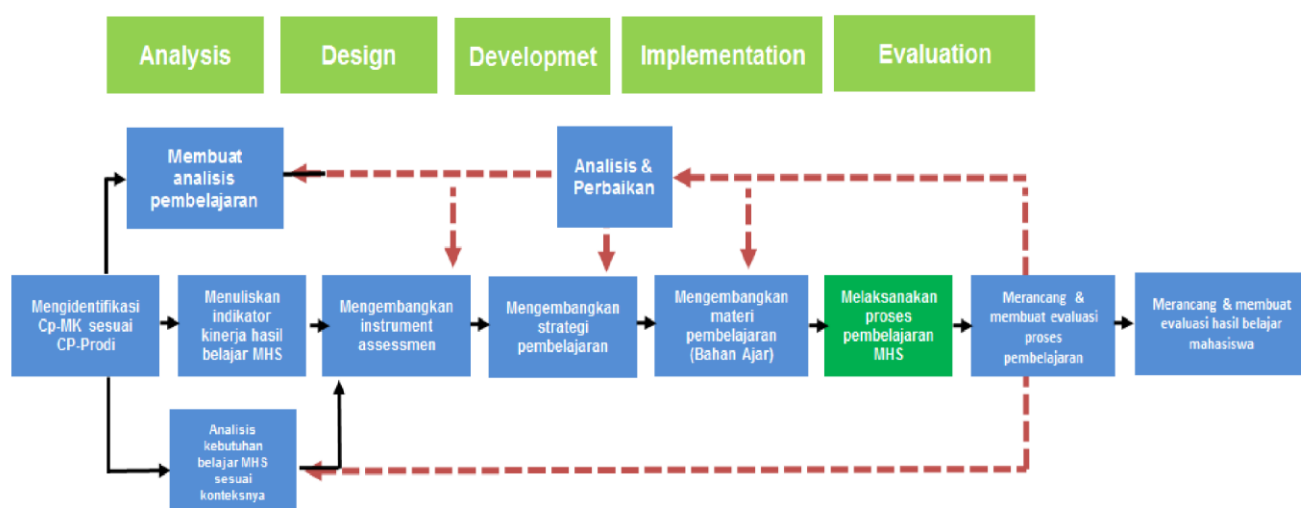 Analysis
Design
Developmet
Implementation
Evaluation
Membuat
analisis
pembelajaran
Analisis &
Perbaikan
Mengidentifikasi
Cp-MK sesuai
CP-Prodi
Menuliskan
indikator
kinerja hasil
belajar MHS
Mengembangkan
instrument
assessmen
Mengembangkan
strategi
pembelajaran
Mengembangkan
materi
pembelajaran
(Bahan Ajar)
Melaksanakan
proses
pembelajaran
MHS
Merancang &
membuat evaluasi
proses
pembelajaran
Merancang & membuat
evaluasi hasil belajar
mahasiswa
Analisis
kebutuhan
belajar MHS
sesuai
konteksnya